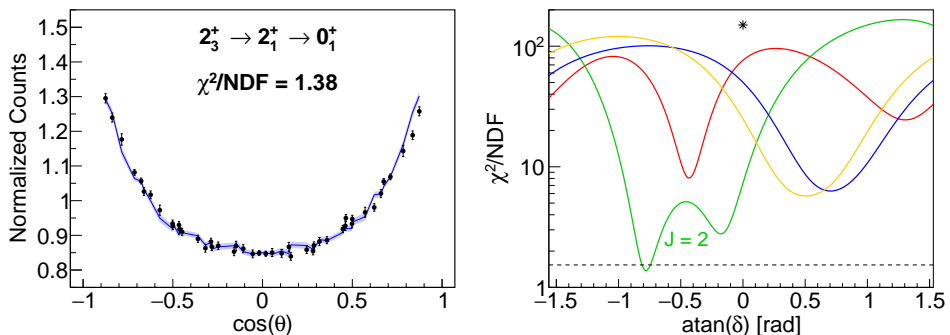 Normalized Counts
1.5
1.4
1.3
1.2
1.1
1
0.9
0.8
2₃⁺ → 2₁⁺ → 0₁⁺
χ²/NDF = 1.38
−1 −0.5 0 0.5 1
cos(θ)
χ²/NDF
10²
10
1
J = 2
−1.5 −1 −0.5 0 0.5 1 1.5
atan(δ) [rad]